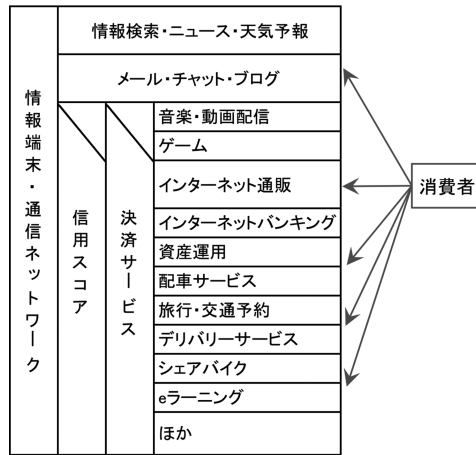 情報検索・ニュース・天気予報
メール・チャット・ブログ
情報端末・通信ネットワーク
信用スコア
決済サービス
音楽・動画配信
ゲーム
インターネット通販
インターネットバンキング
資産運用
配車サービス
旅行・交通予約
デリバリーサービス
シェアバイク
eラーニング
ほか
消費者